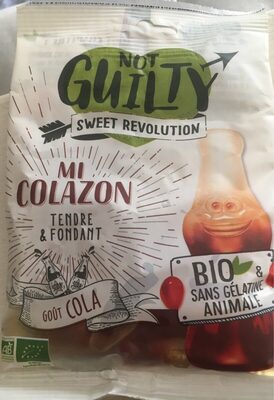 NOT
GUILTY
SWEET REVOLUTION
MI
COLAZON
TENDRE
& FONDANT
GOÛT COLA
BIO &
SANS GÉLATINE
ANIMALE